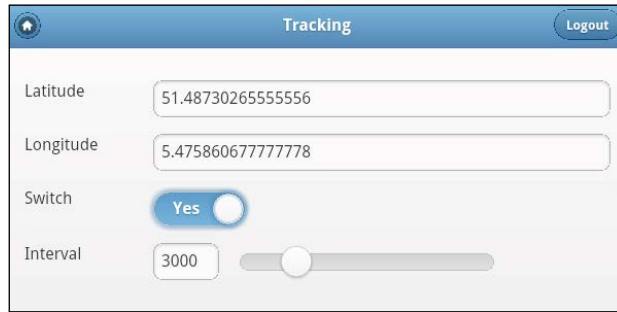 Tracking
Logout
Latitude
51.48730265555556
Longitude
5.475860677777778
Switch
Yes
Interval
3000